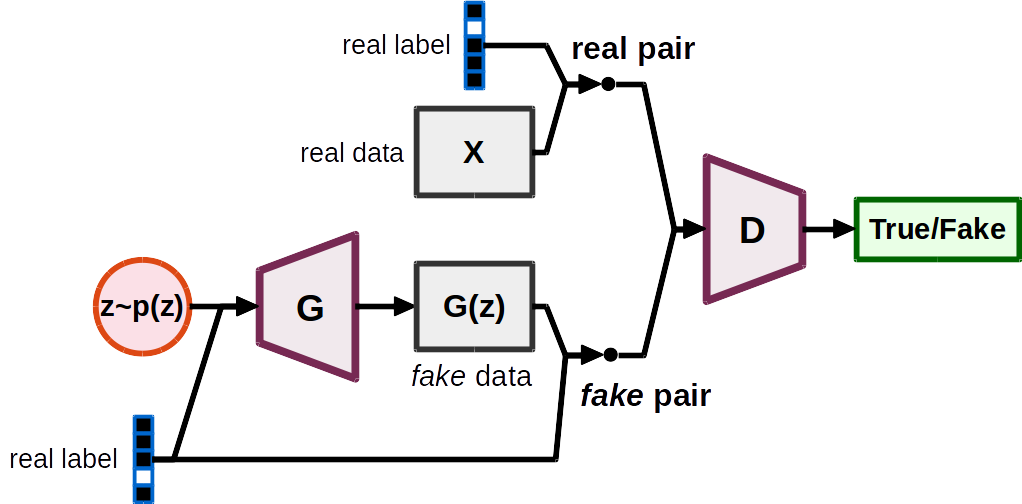 real label
real pair
real data
X
D
True/Fake
z~p(z)
G
G(z)
fake data
fake pair
real label